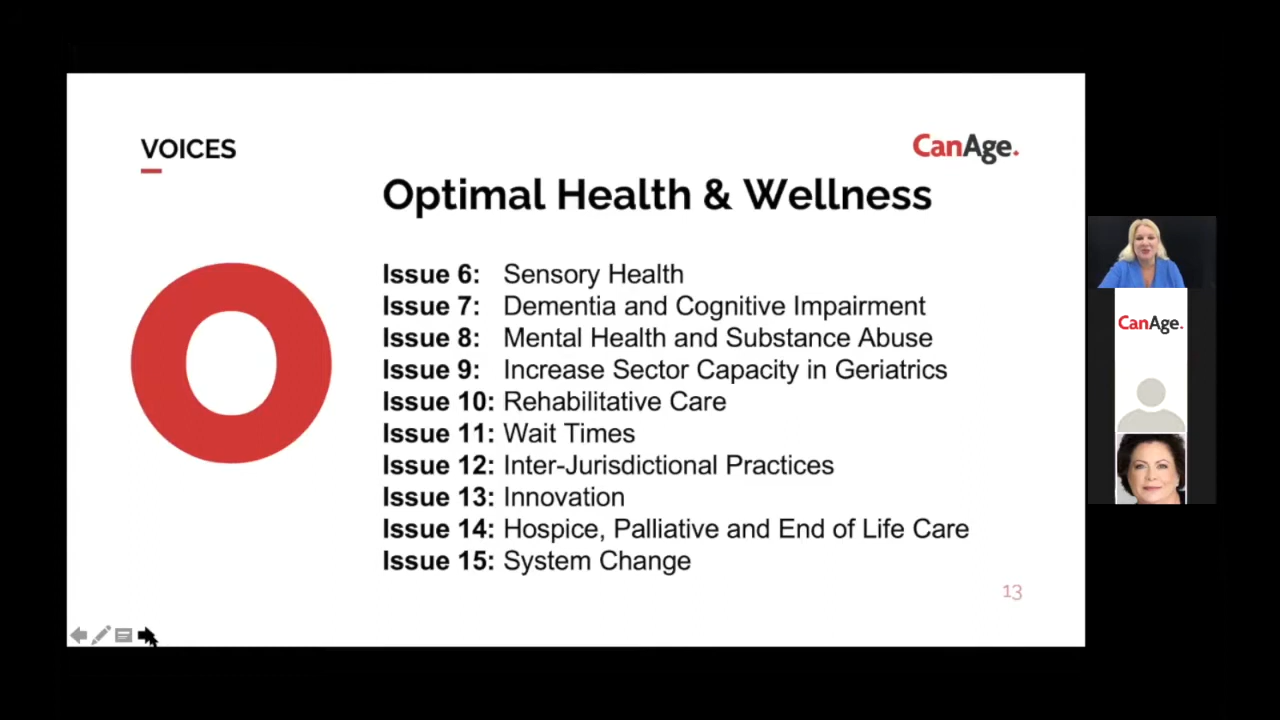 VOICES
CanAge.
Optimal Health & Wellness
O
Issue 6: Sensory Health
Issue 7: Dementia and Cognitive Impairment
Issue 8: Mental Health and Substance Abuse
Issue 9: Increase Sector Capacity in Geriatrics
Issue 10: Rehabilitative Care
Issue 11: Wait Times
Issue 12: Inter-Jurisdictional Practices
Issue 13: Innovation
Issue 14: Hospice, Palliative and End of Life Care
Issue 15: System Change
13
CanAge.